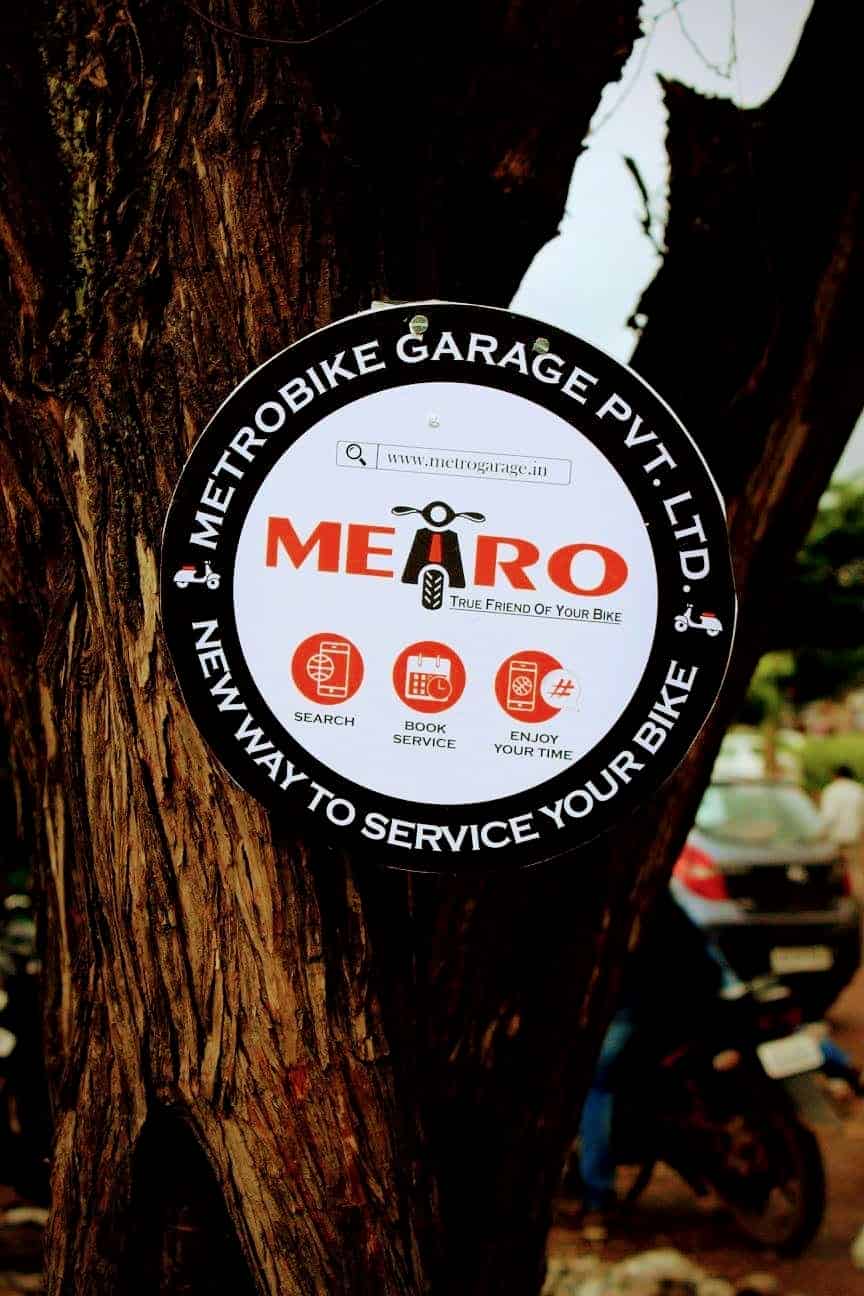 METROBIKE GARAGE PVT. LTD.
www.metrogarage.in
METRO
TRUE FRIEND OF YOUR BIKE
SEARCH
BOOK
SERVICE
#
ENJOY
YOUR TIME
NEW WAY TO SERVICE YOUR BIKE